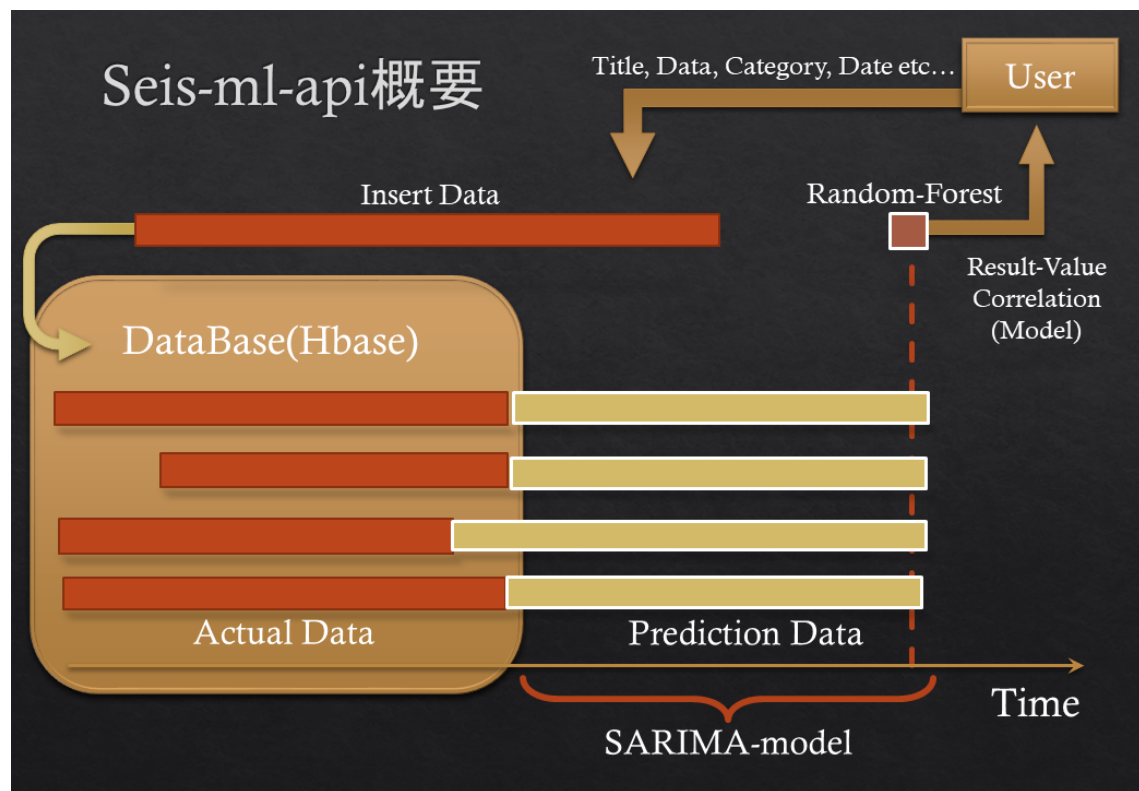 Seis-ml-api概要
Title, Data, Category, Date etc…
User
Insert Data
Random-Forest
Result-Value
Correlation
(Model)
DataBase(Hbase)
Actual Data
Prediction Data
Time
SARIMA-model